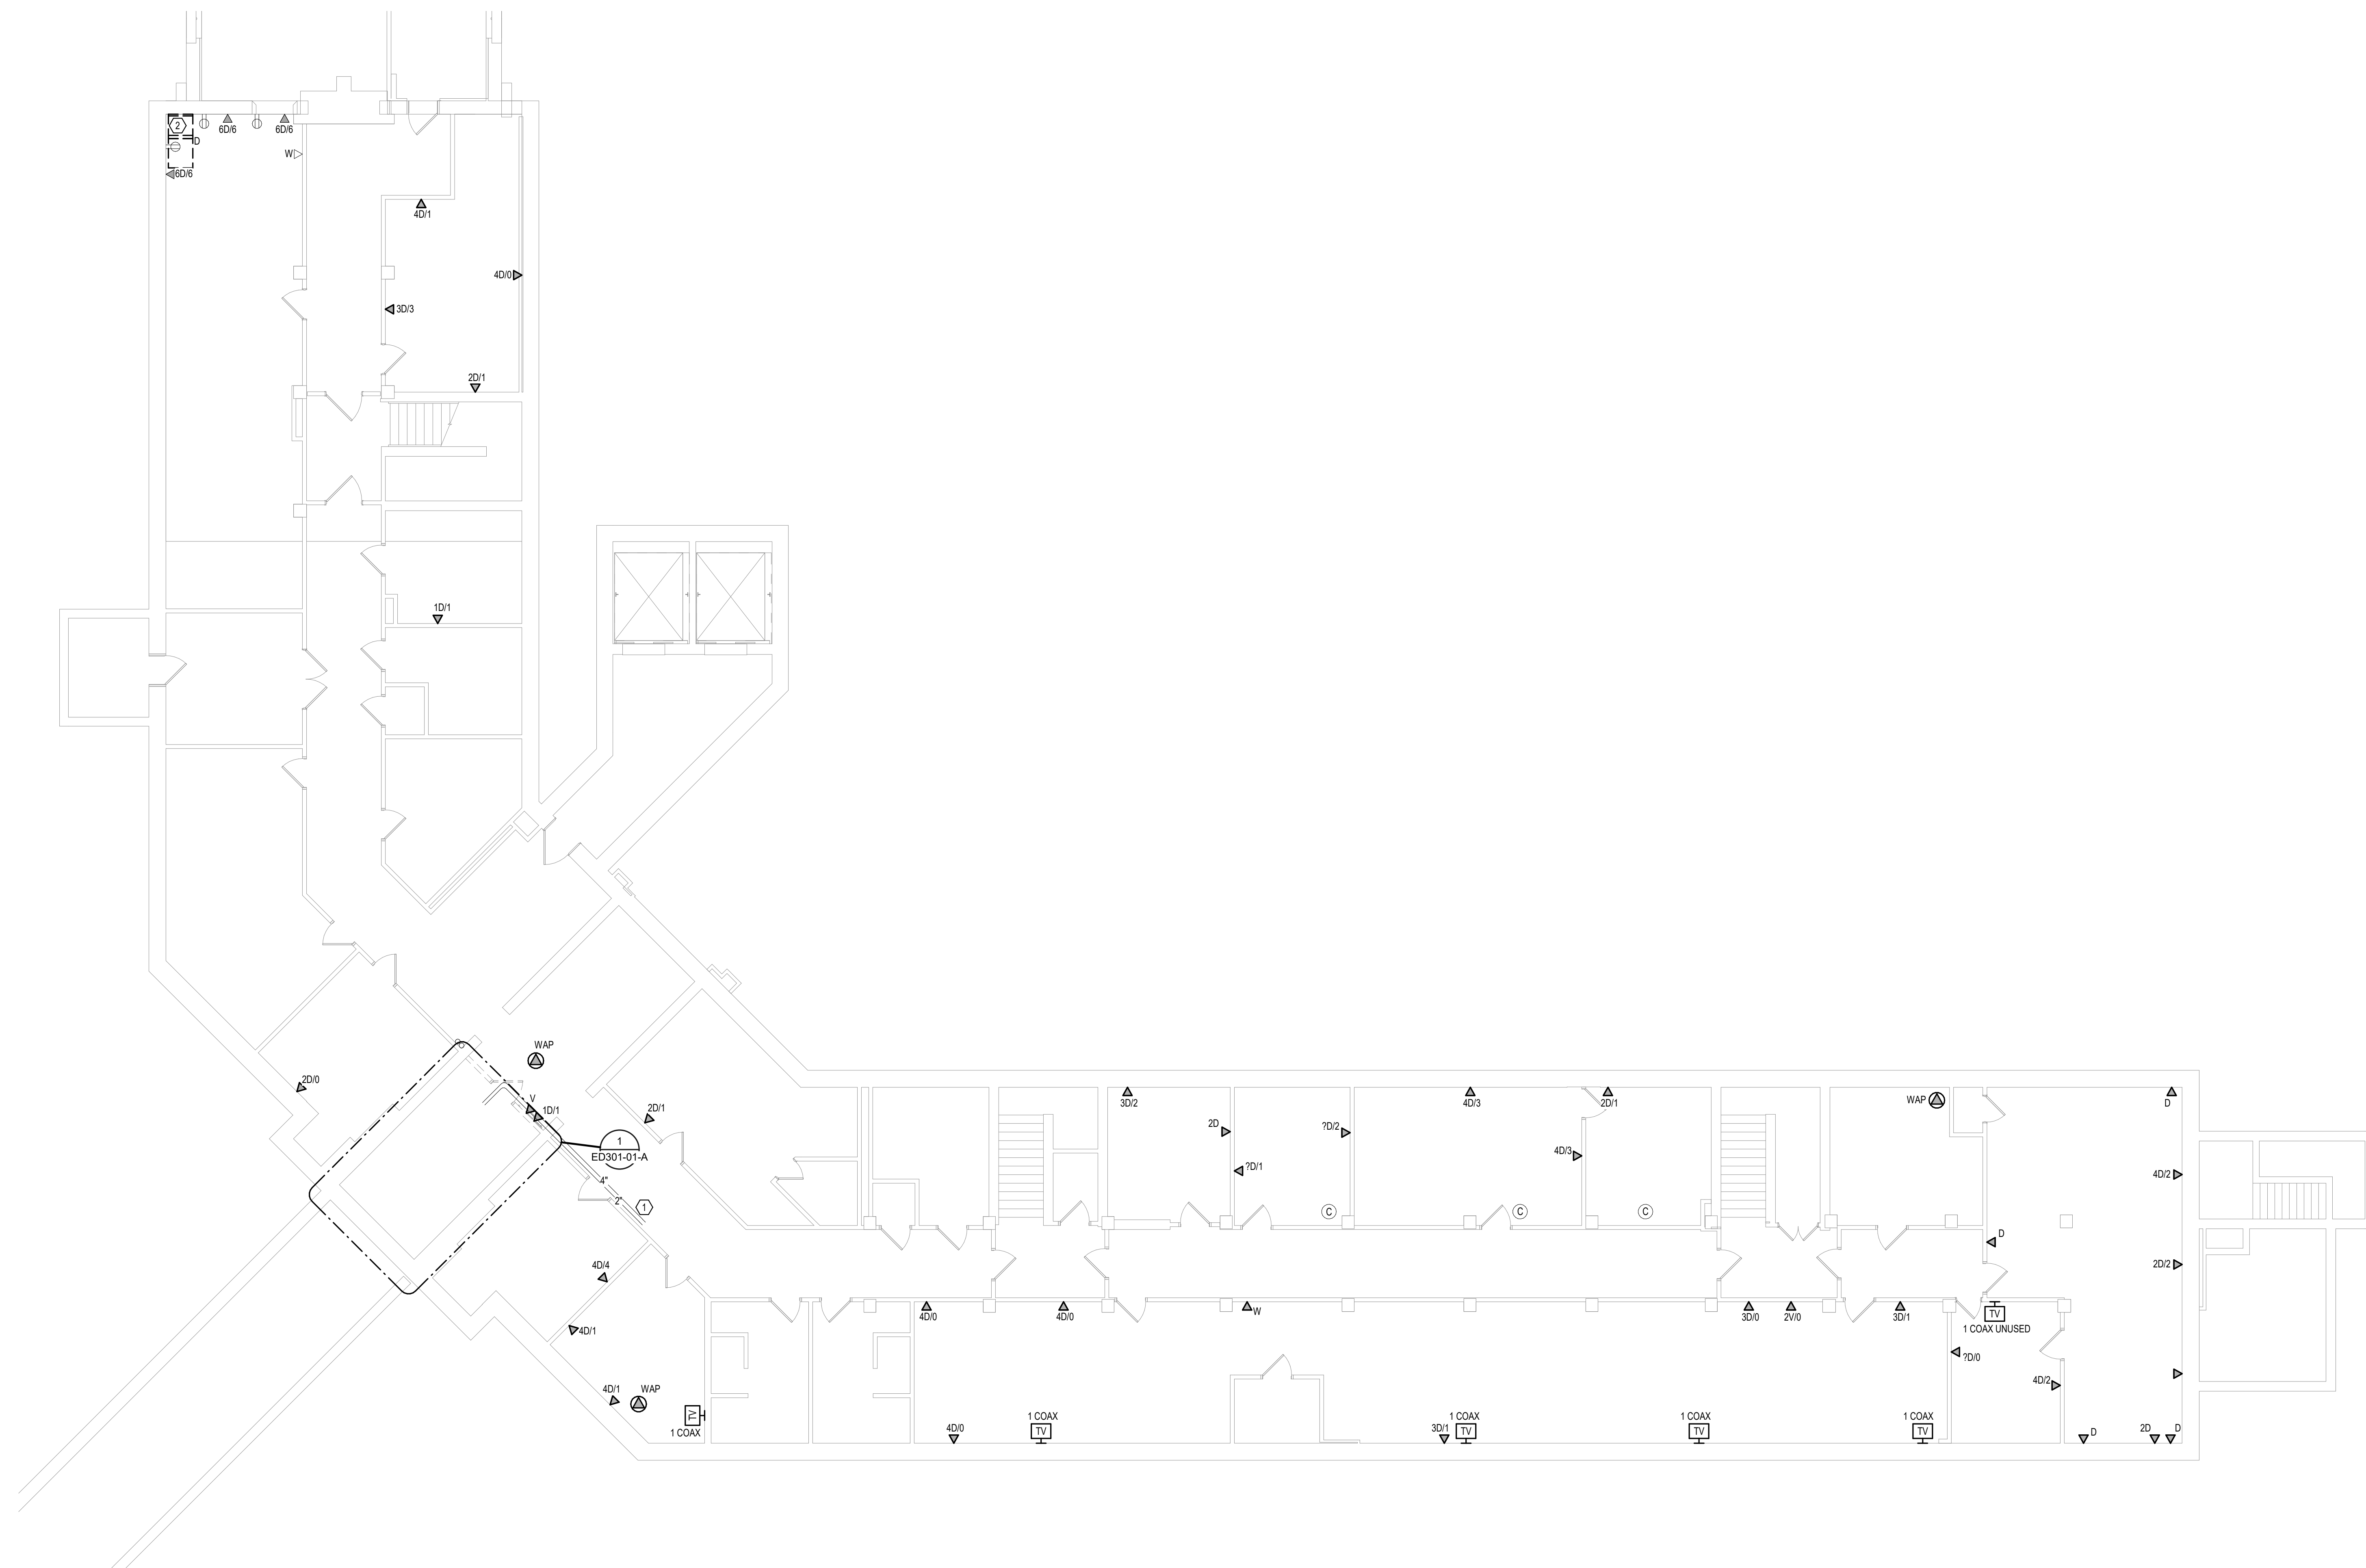 2
6D/6
6D/6
D
W
6D/6
4D/1
4D/0
3D/3
2D/1
1D/1
WAP
2D/0
V
1D/1
2D/1
1
ED301-01-A
4"
2"
1
4D/4
4D/1
4D/1
WAP
TV
1 COAX
3D/2
2D
?D/2
?D/1
4D/3
2D/1
4D/3
C
C
C
WAP
D
4D/2
D
2D/2
4D/0
4D/0
W
3D/0
2V/0
3D/1
TV
1 COAX UNUSED
?D/0
4D/2
4D/0
1 COAX
TV
3D/1
1 COAX
TV
1 COAX
TV
1 COAX
TV
D
2D
D